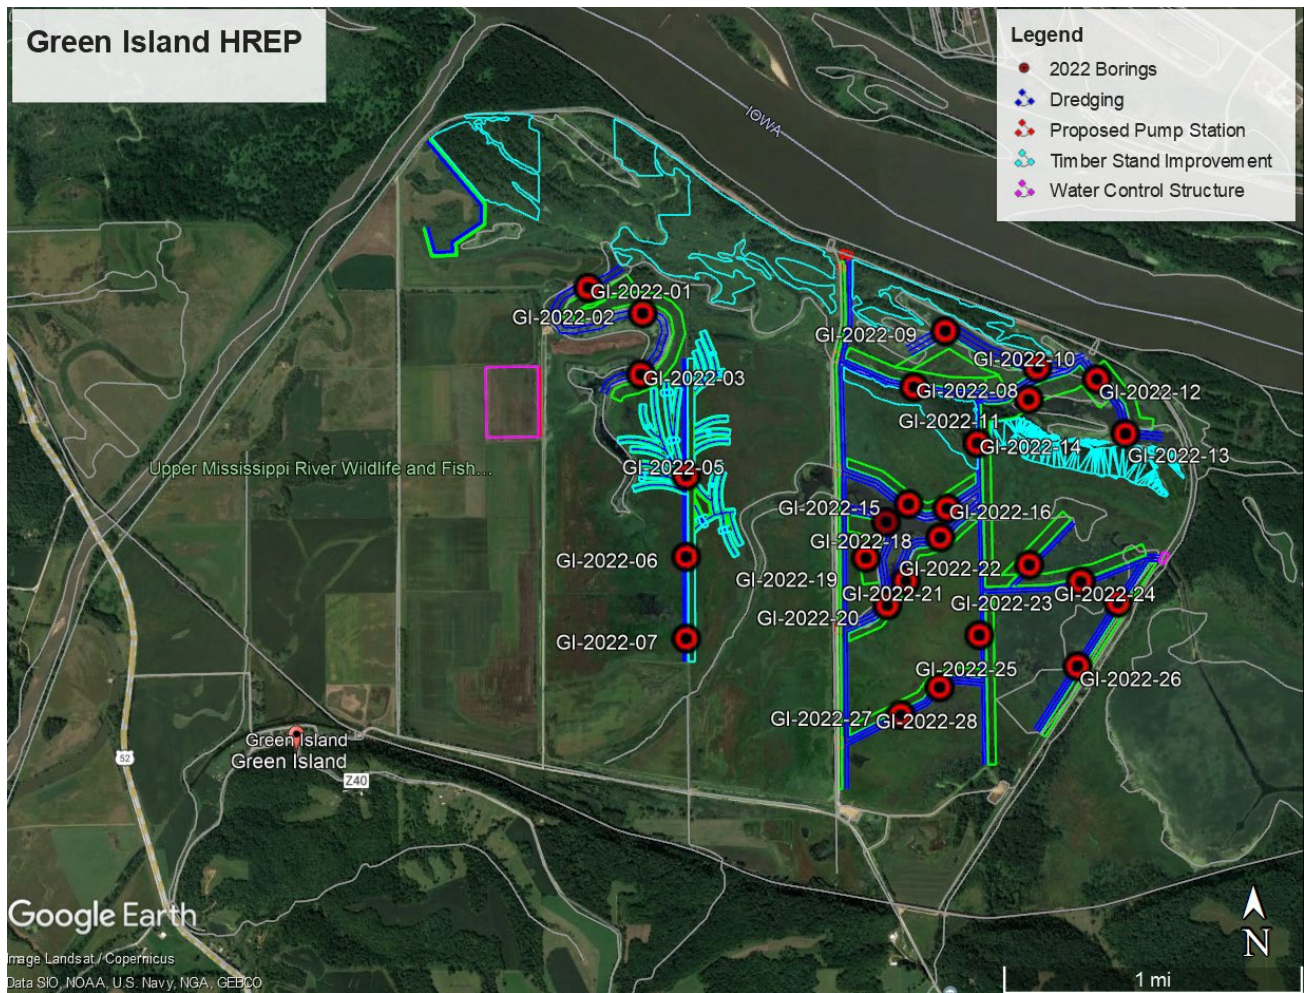 Green Island HREP
Legend
2022 Borings
Dredging
Proposed Pump Station
Timber Stand Improvement
Water Control Structure
IOWA
GI-2022-01
GI-2022-02
GI-2022-03
GI-2022-09
GI-2022-10
GI-2022-08
GI-2022-12
GI-2022-11
GI-2022-14
GI-2022-13
Upper Mississippi River Wildlife and Fish...
GI-2022-05
GI-2022-15
GI-2022-16
GI-2022-18
GI-2022-06
GI-2022-19
GI-2022-22
GI-2022-21
GI-2022-23
GI-2022-24
GI-2022-20
GI-2022-07
GI-2022-25
GI-2022-26
GI-2022-27
GI-2022-28
Green Island
Green Island
52
Z40
Google Earth
Image Landsat / Copernicus
Data SIO, NOAA, U.S. Navy, NGA, GEBCO
N
1 mi